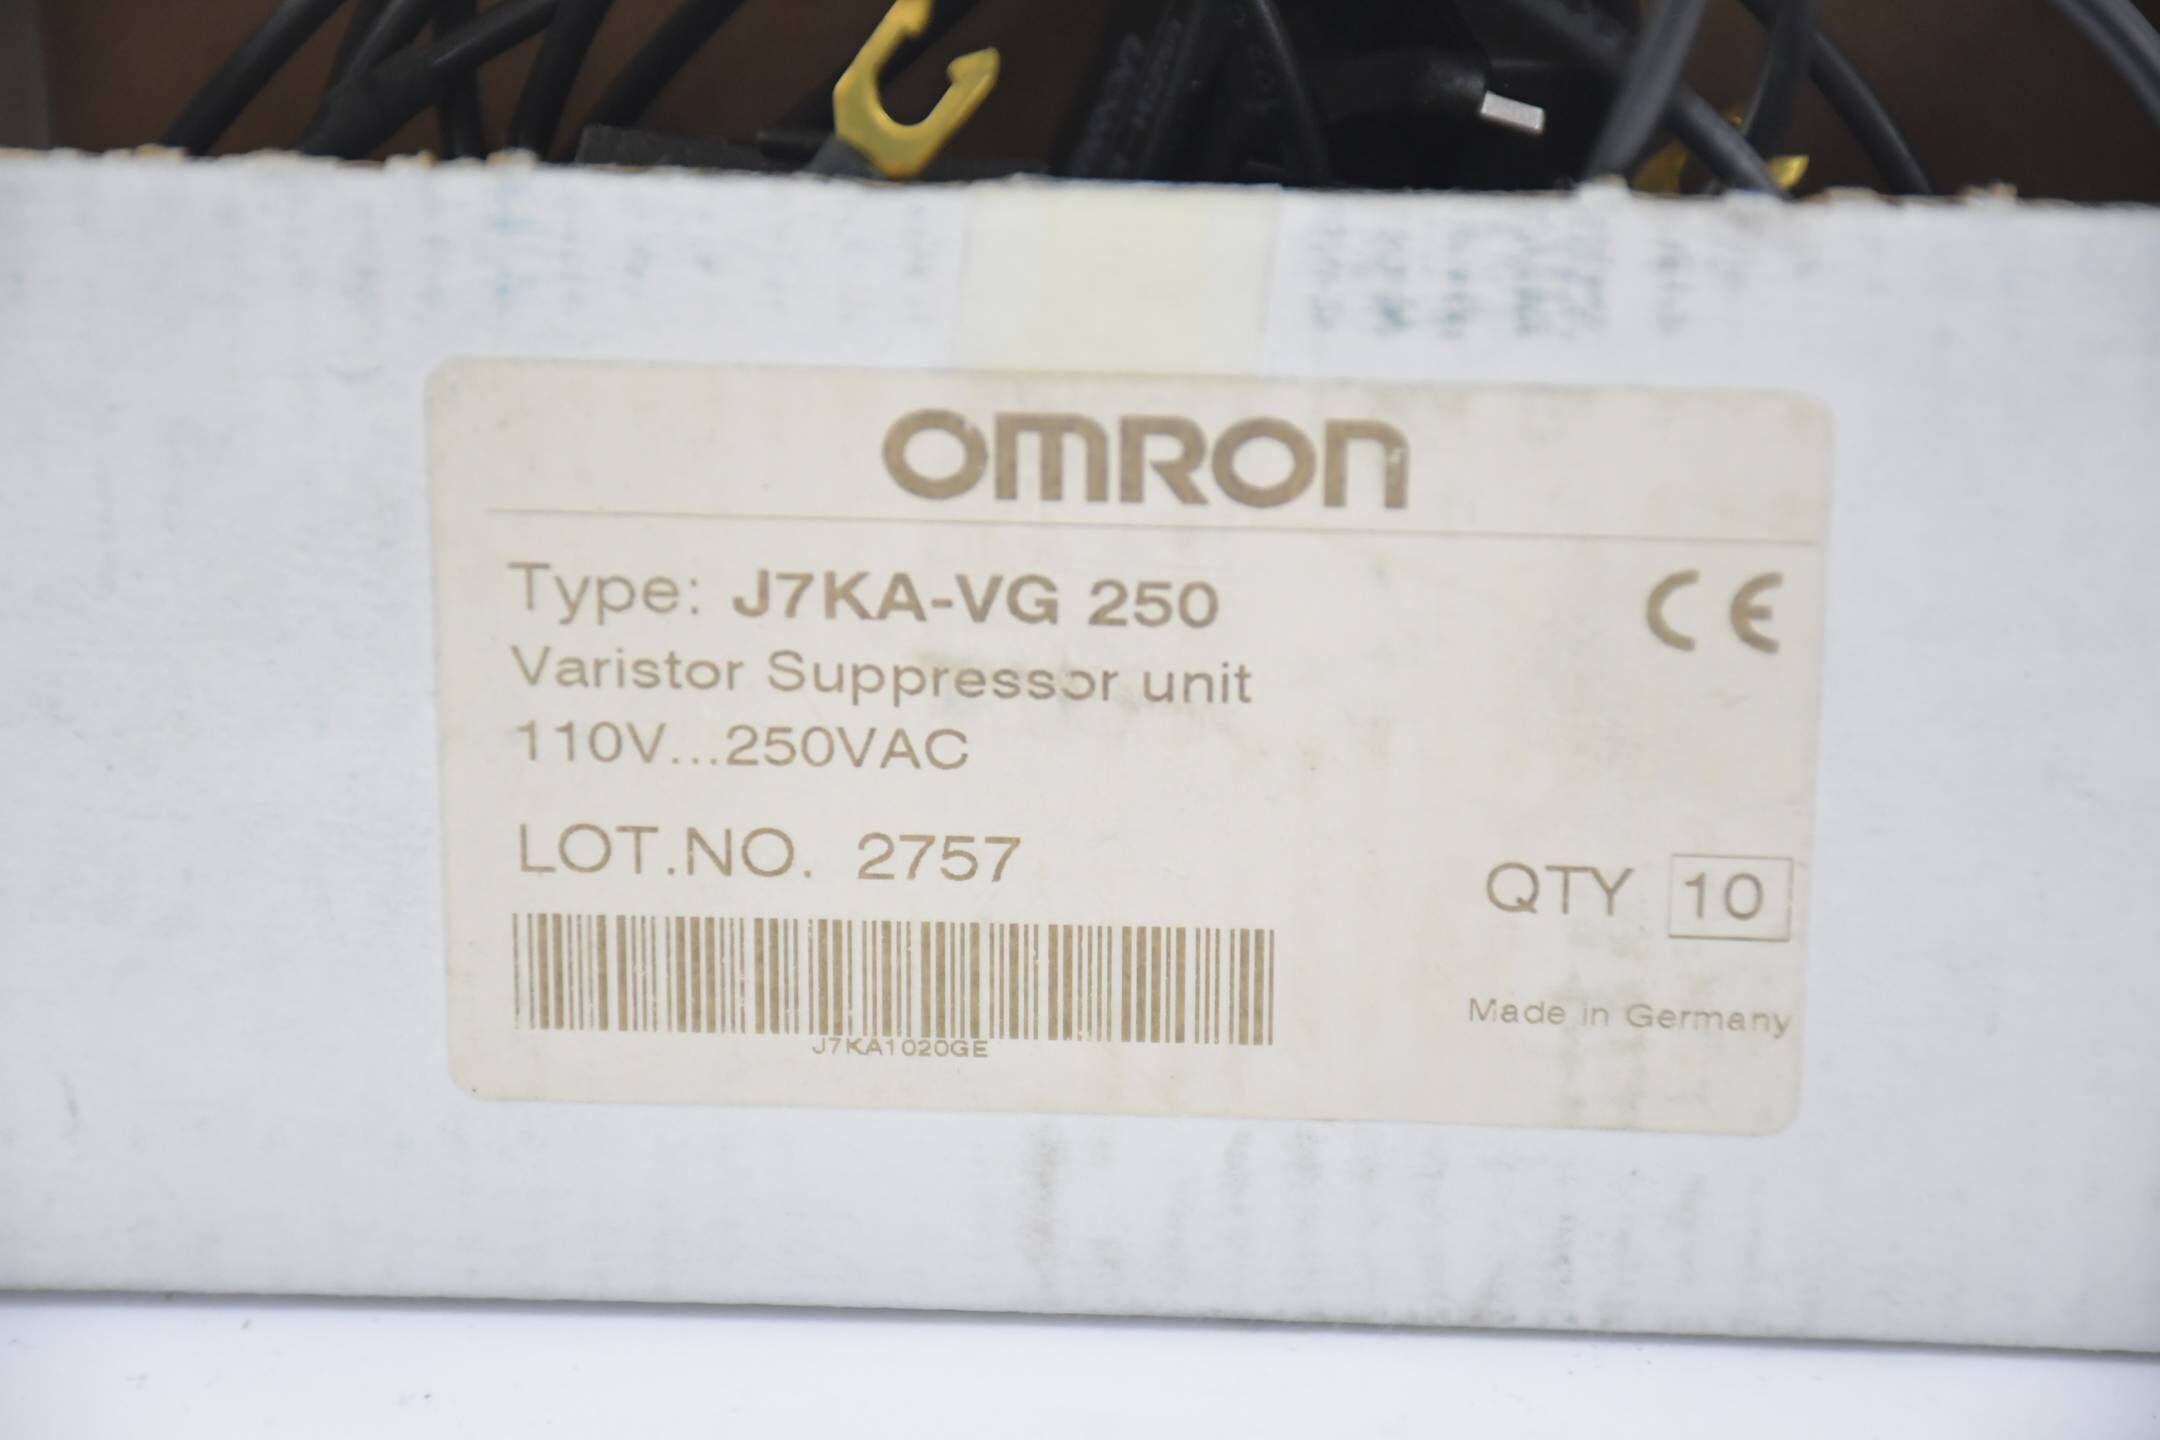 OMRON
Type: J7KA-VG 250
CE
Varistor Suppressor unit
110V...250VAC
LOT.NO. 2757
QTY 10
J7KA1020GE
Made in Germany